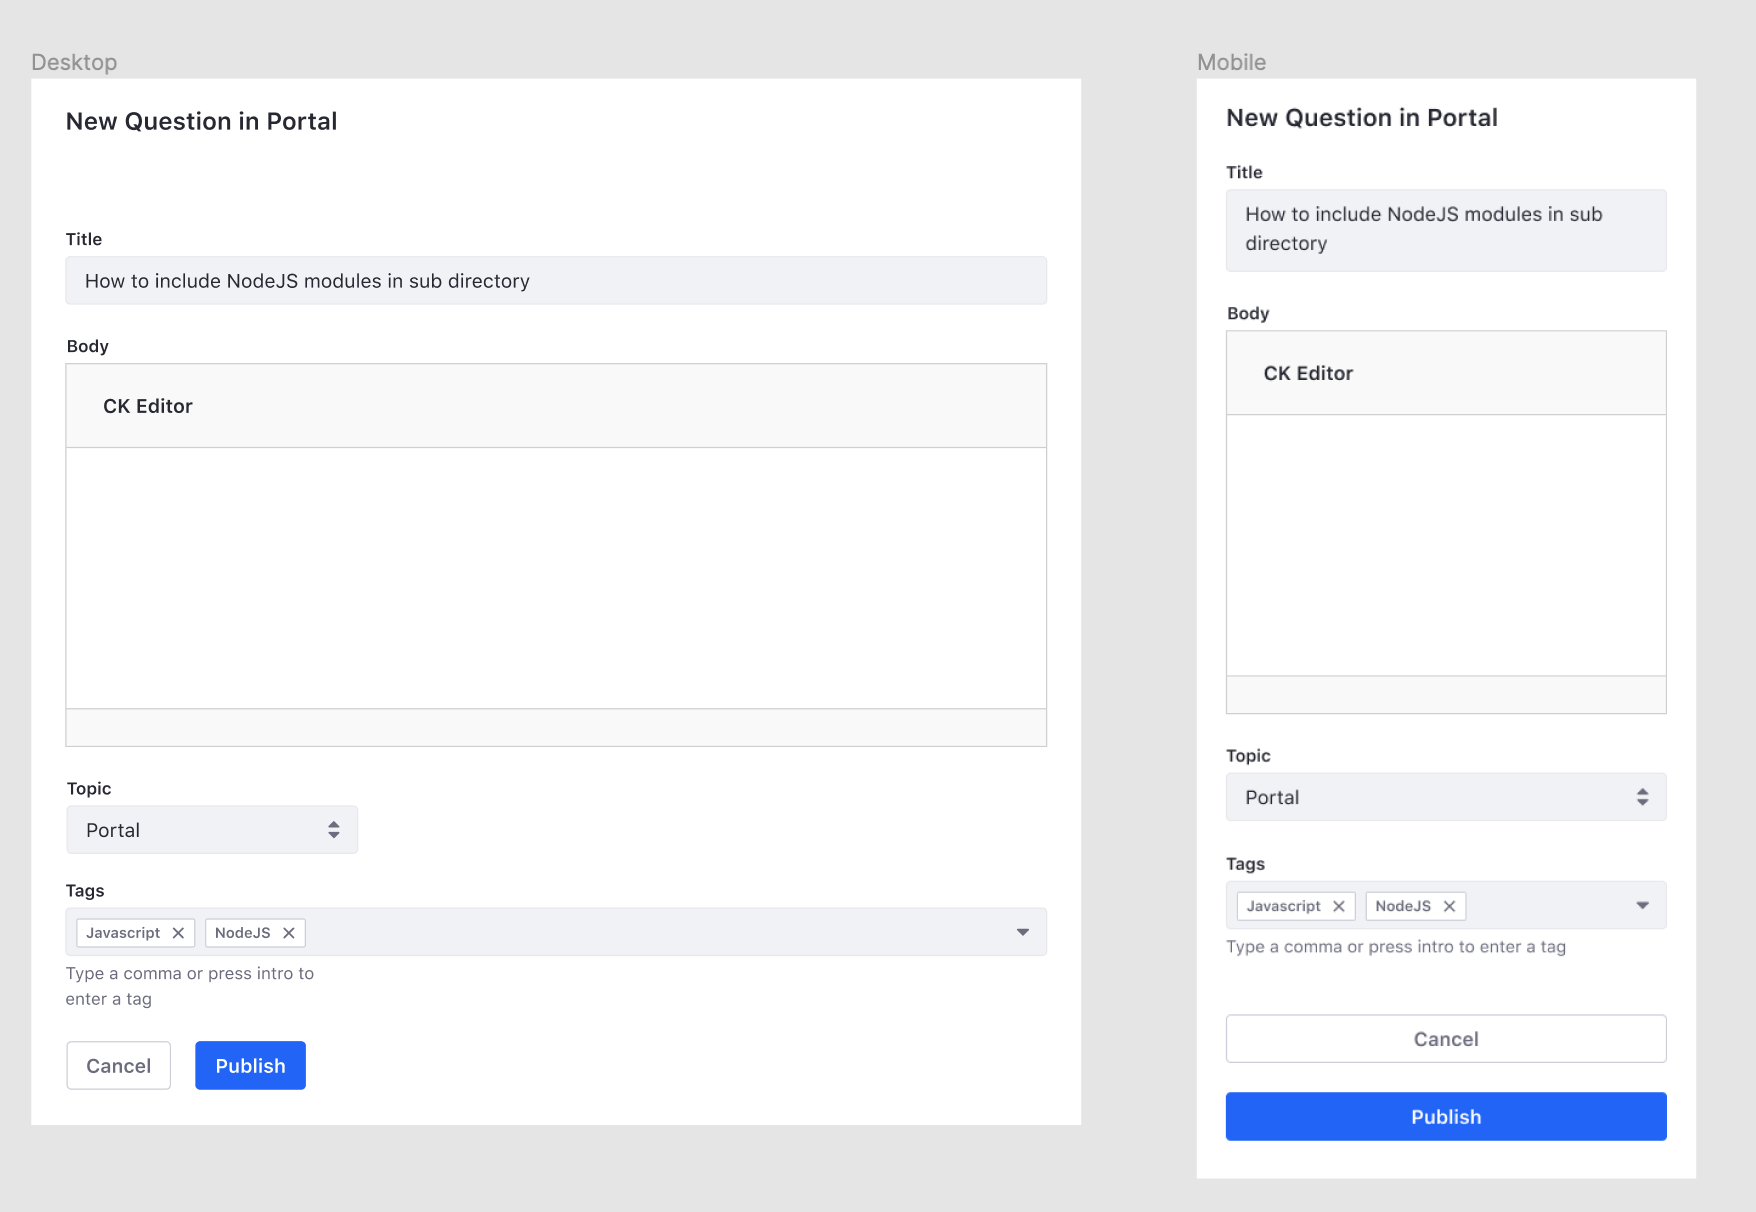 Desktop
New Question in Portal
Title
How to include NodeJS modules in sub directory
Body
CK Editor
Topic
Portal
Tags
Javascript NodeJS
Type a comma or press intro to
enter a tag
Cancel Publish
Mobile
New Question in Portal
Title
How to include NodeJS modules in sub
directory
Body
CK Editor
Topic
Portal
Tags
Javascript NodeJS
Type a comma or press intro to enter a tag
Cancel
Publish